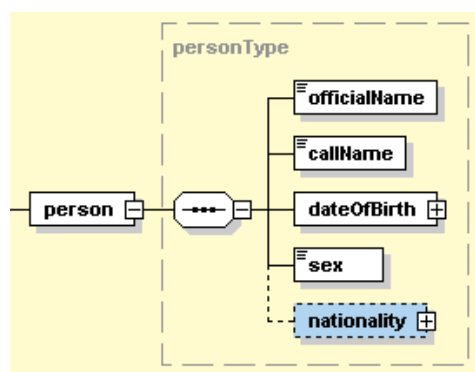 personType
officialName
callName
person
dateOfBirth
sex
nationality